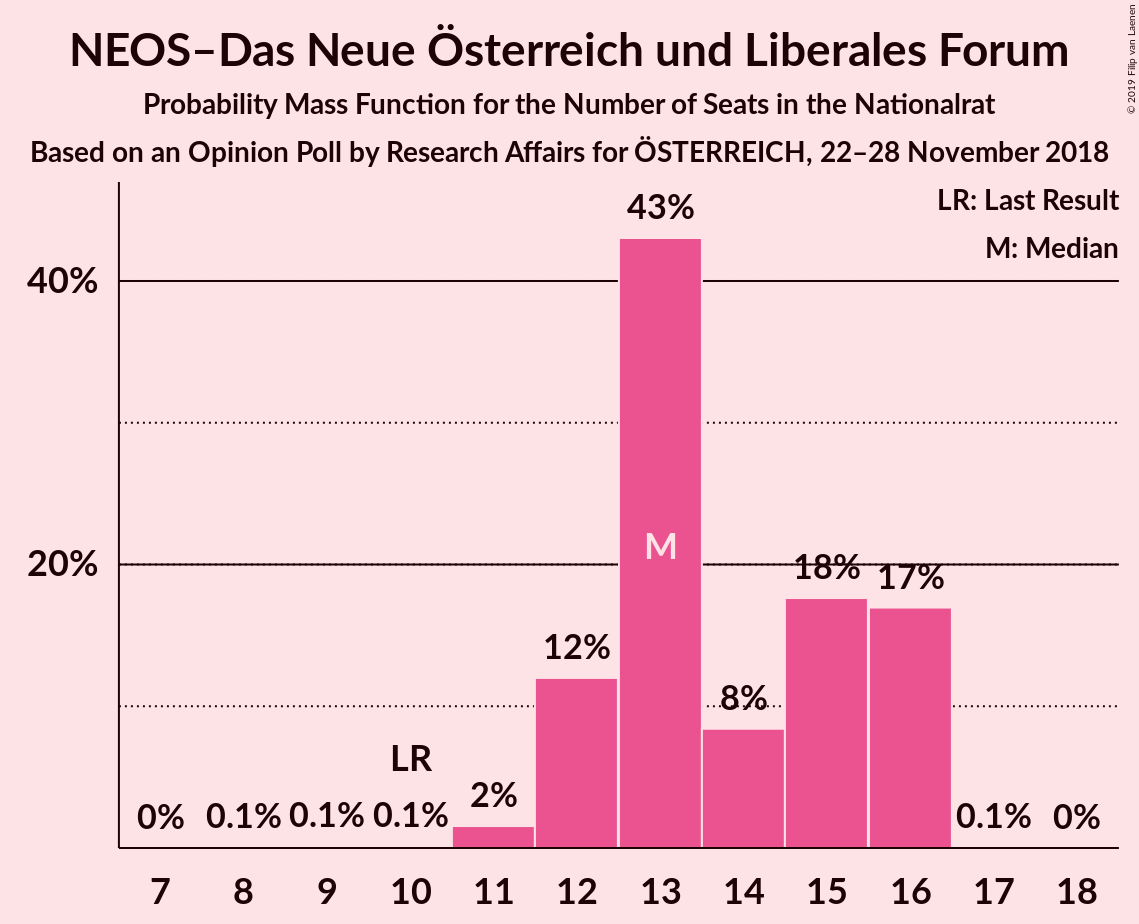 NEOS–Das Neue Österreich und Liberales Forum
Probability Mass Function for the Number of Seats in the Nationalrat
Based on an Opinion Poll by Research Affairs for ÖSTERREICH, 22–28 November 2018
© 2019 Filip van Laenen
LR: Last Result
M: Median
43%
40%
M
20%
18%
17%
12%
8%
LR
2%
0%
0.1%
0.1%
0.1%
0.1%
0%
7 8 9 10 11 12 13 14 15 16 17 18